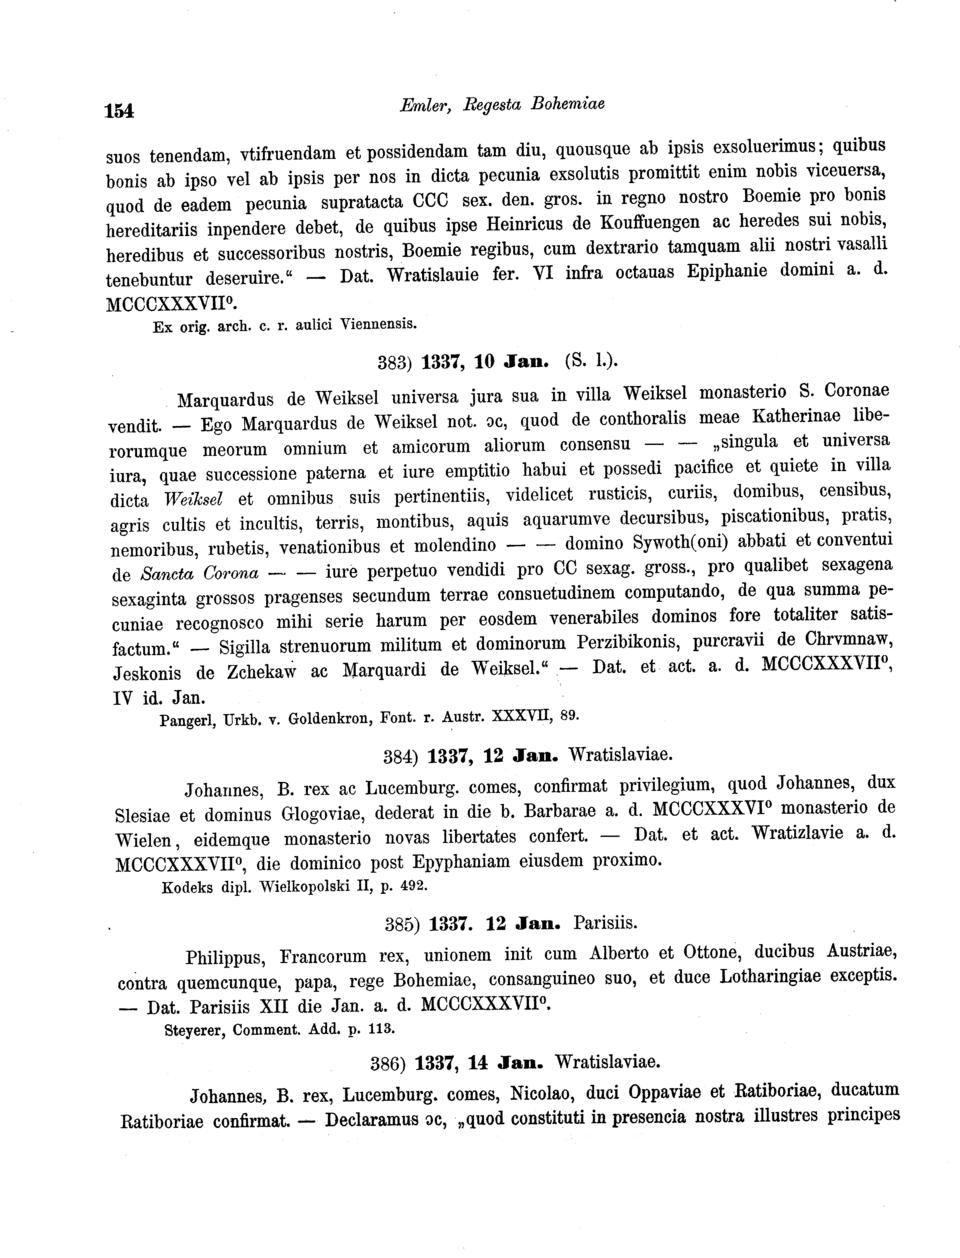 154
Emler, Regesta Bohemiae
suos tenendam, vtifruendam et possidendam tam diu, quousque ab ipsis exsoluerimus; quibus
bonis ab ipso vel ab ipsis per nos in dicta pecunia exsolutis promittit enim nobis viceuersa,
quod de eadem pecunia supratacta CCC sex. den. gros. in regno nostro Boemie pro bonis
hereditariis inpendere debet, de quibus ipse Heinricus de Kouffuengen ac heredes sui nobis,
heredibus et successoribus nostris, Boemie regibus, cum dextrario tamquam alii nostri vasalli
tenebuntur deseruire.“ — Dat. Wratislauie fer. VI infra octauas Epiphanie domini a. d.
MCCCXXXVII⁰.
Ex orig. arch. c. r. aulici Viennensis.
383) 1337, 10 Jan. (S. l.).
Marquardus de Weiksel universa jura sua in villa Weiksel monasterio S. Coronae
vendit. — Ego Marquardus de Weiksel not. ɔc, quod de conthoralis meae Katherinae libe-
rorumque meorum omnium et amicorum aliorum consensu — — „singula et universa
iura, quae successione paterna et iure emptitio habui et possedi pacifice et quiete in villa
dicta Weiksel et omnibus suis pertinentiis, videlicet rusticis, curiis, domibus, censibus,
agris cultis et incultis, terris, montibus, aquis aquarumve decursibus, piscationibus, pratis,
nemoribus, rubetis, venationibus et molendino — — domino Sywoth(oni) abbati et conventui
de Sancta Corona — — iure perpetuo vendidi pro CC sexag. gross., pro qualibet sexagena
sexaginta grossos pragenses secundum terrae consuetudinem computando, de qua summa pe-
cuniae recognosco mihi serie harum per eosdem venerabiles dominos fore totaliter satis-
factum.“ — Sigilla strenuorum militum et dominorum Perzibikonis, purcravii de Chrvmnaw,
Jeskonis de Zchekaw ac Marquardi de Weiksel.“ — Dat. et act. a. d. MCCCXXXVII⁰,
IV id. Jan.
Pangerl, Urkb. v. Goldenkron, Font. r. Austr. XXXVII, 89.
384) 1337, 12 Jan. Wratislaviae.
Johannes, B. rex ac Lucemburg. comes, confirmat privilegium, quod Johannes, dux
Slesiae et dominus Glogoviae, dederat in die b. Barbarae a. d. MCCCXXXVI⁰ monasterio de
Wielen, eidemque monasterio novas libertates confert. — Dat. et act. Wratizlavie a. d.
MCCCXXXVII⁰, die dominico post Epyphaniam eiusdem proximo.
Kodeks dipl. Wielkopolski II, p. 492.
385) 1337. 12 Jan. Parisiis.
Philippus, Francorum rex, unionem init cum Alberto et Ottone, ducibus Austriae,
contra quemcunque, papa, rege Bohemiae, consanguineo suo, et duce Lotharingiae exceptis.
— Dat. Parisiis XII die Jan. a. d. MCCCXXXVII⁰.
Steyerer, Comment. Add. p. 113.
386) 1337, 14 Jan. Wratislaviae.
Johannes, B. rex, Lucemburg. comes, Nicolao, duci Oppaviae et Ratiboriae, ducatum
Ratiboriae confirmat. — Declaramus ɔc, „quod constituti in presencia nostra illustres principes